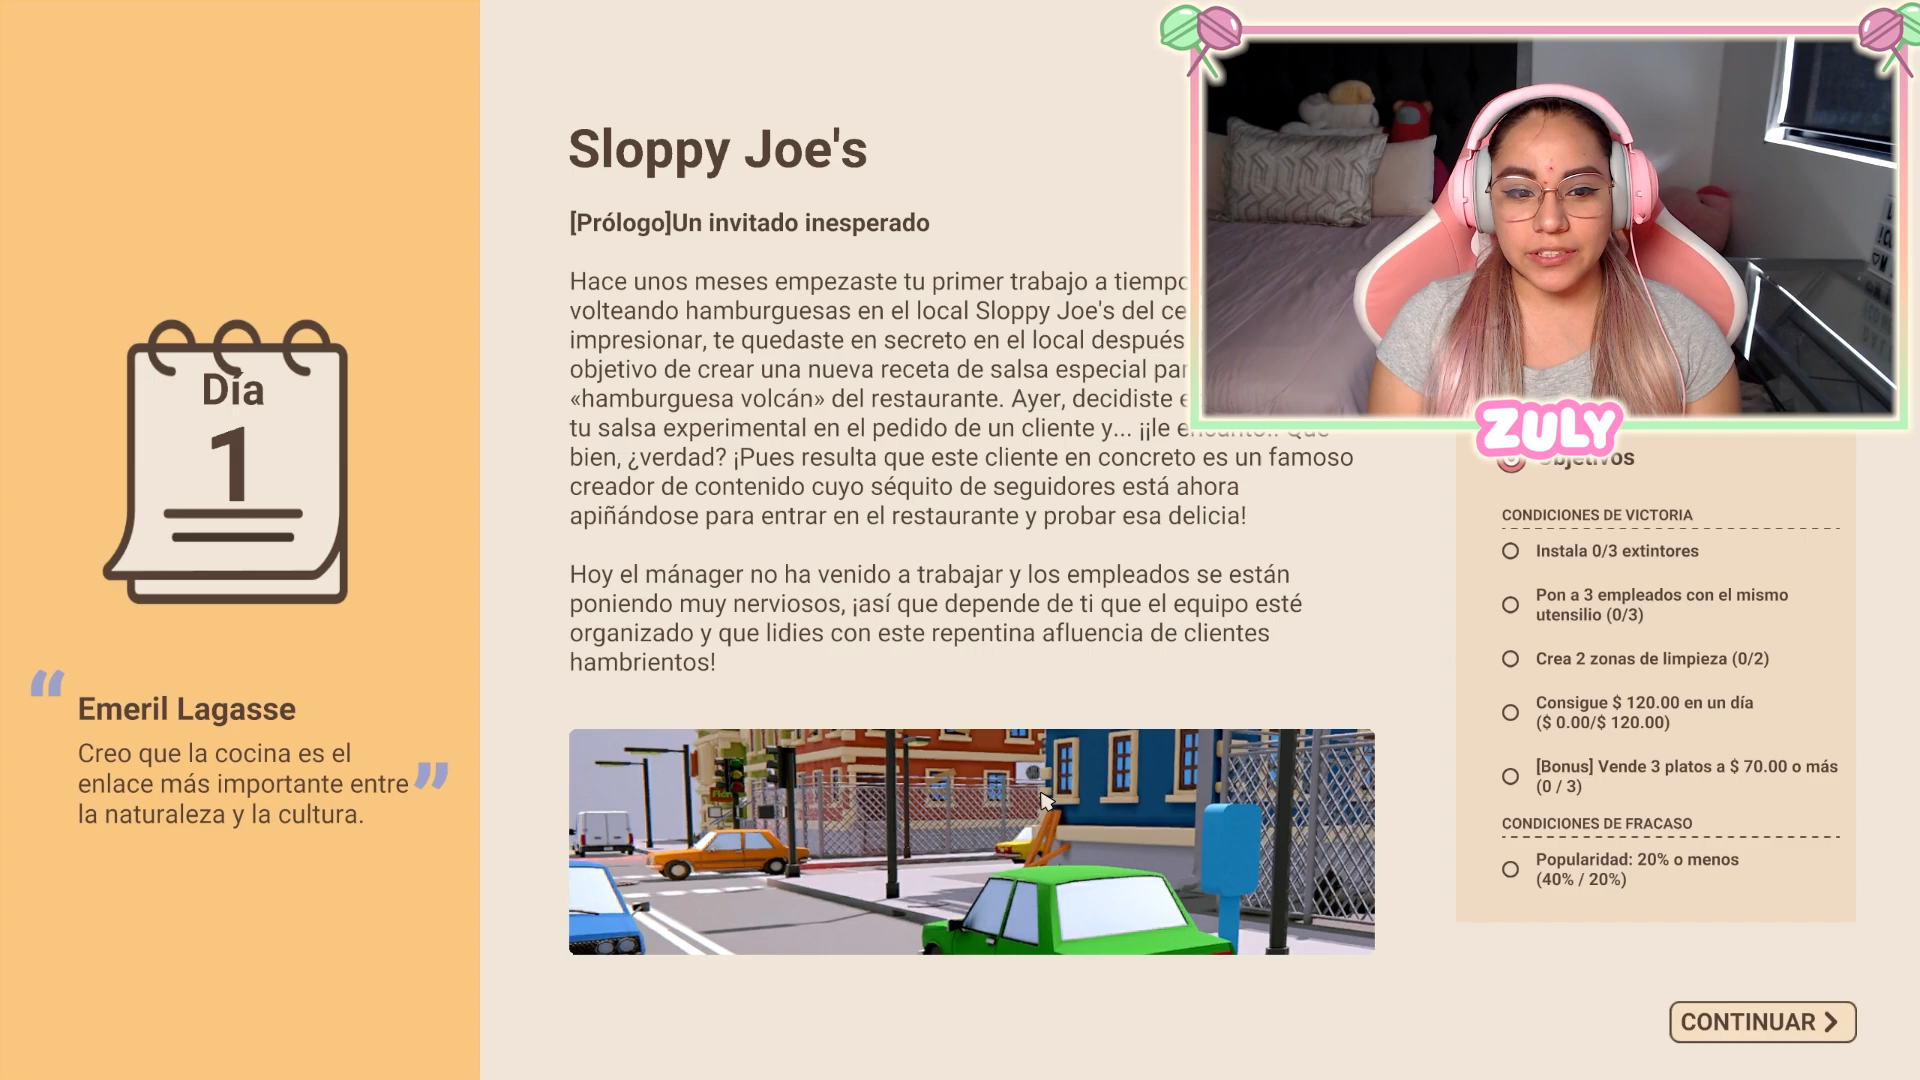 Día
1
Emeril Lagasse
Creo que la cocina es el
enlace más importante entre
la naturaleza y la cultura.
Sloppy Joe's
[Prólogo]Un invitado inesperado
Hace unos meses empezaste tu primer trabajo a tiempo
volteando hamburguesas en el local Sloppy Joe's del
impresionar, te quedaste en secreto en el local después
objetivo de crear una nueva receta de salsa especial
«hamburguesa volcán» del restaurante. Ayer, decidiste
tu salsa experimental en el pedido de un cliente y... ¡¡le
bien, ¿verdad? ¡Pues resulta que este cliente en concreto es un famoso
creador de contenido cuyo séquito de seguidores está ahora
apiñándose para entrar en el restaurante y probar esa delicia!
Hoy el mánager no ha venido a trabajar y los empleados se están
poniendo muy nerviosos, ¡así que depende de ti que el equipo esté
organizado y que lidies con este repentina afluencia de clientes
hambrientos!
ZULY
Objetivos
CONDICIONES DE VICTORIA
Instala 0/3 extintores
Pon a 3 empleados con el mismo
utensilio (0/3)
Crea 2 zonas de limpieza (0/2)
Consigue $ 120.00 en un día
($ 0.00/$ 120.00)
[Bonus] Vende 3 platos a $ 70.00 o más
(0 / 3)
CONDICIONES DE FRACASO
Popularidad: 20% o menos
(40% / 20%)
CONTINUAR